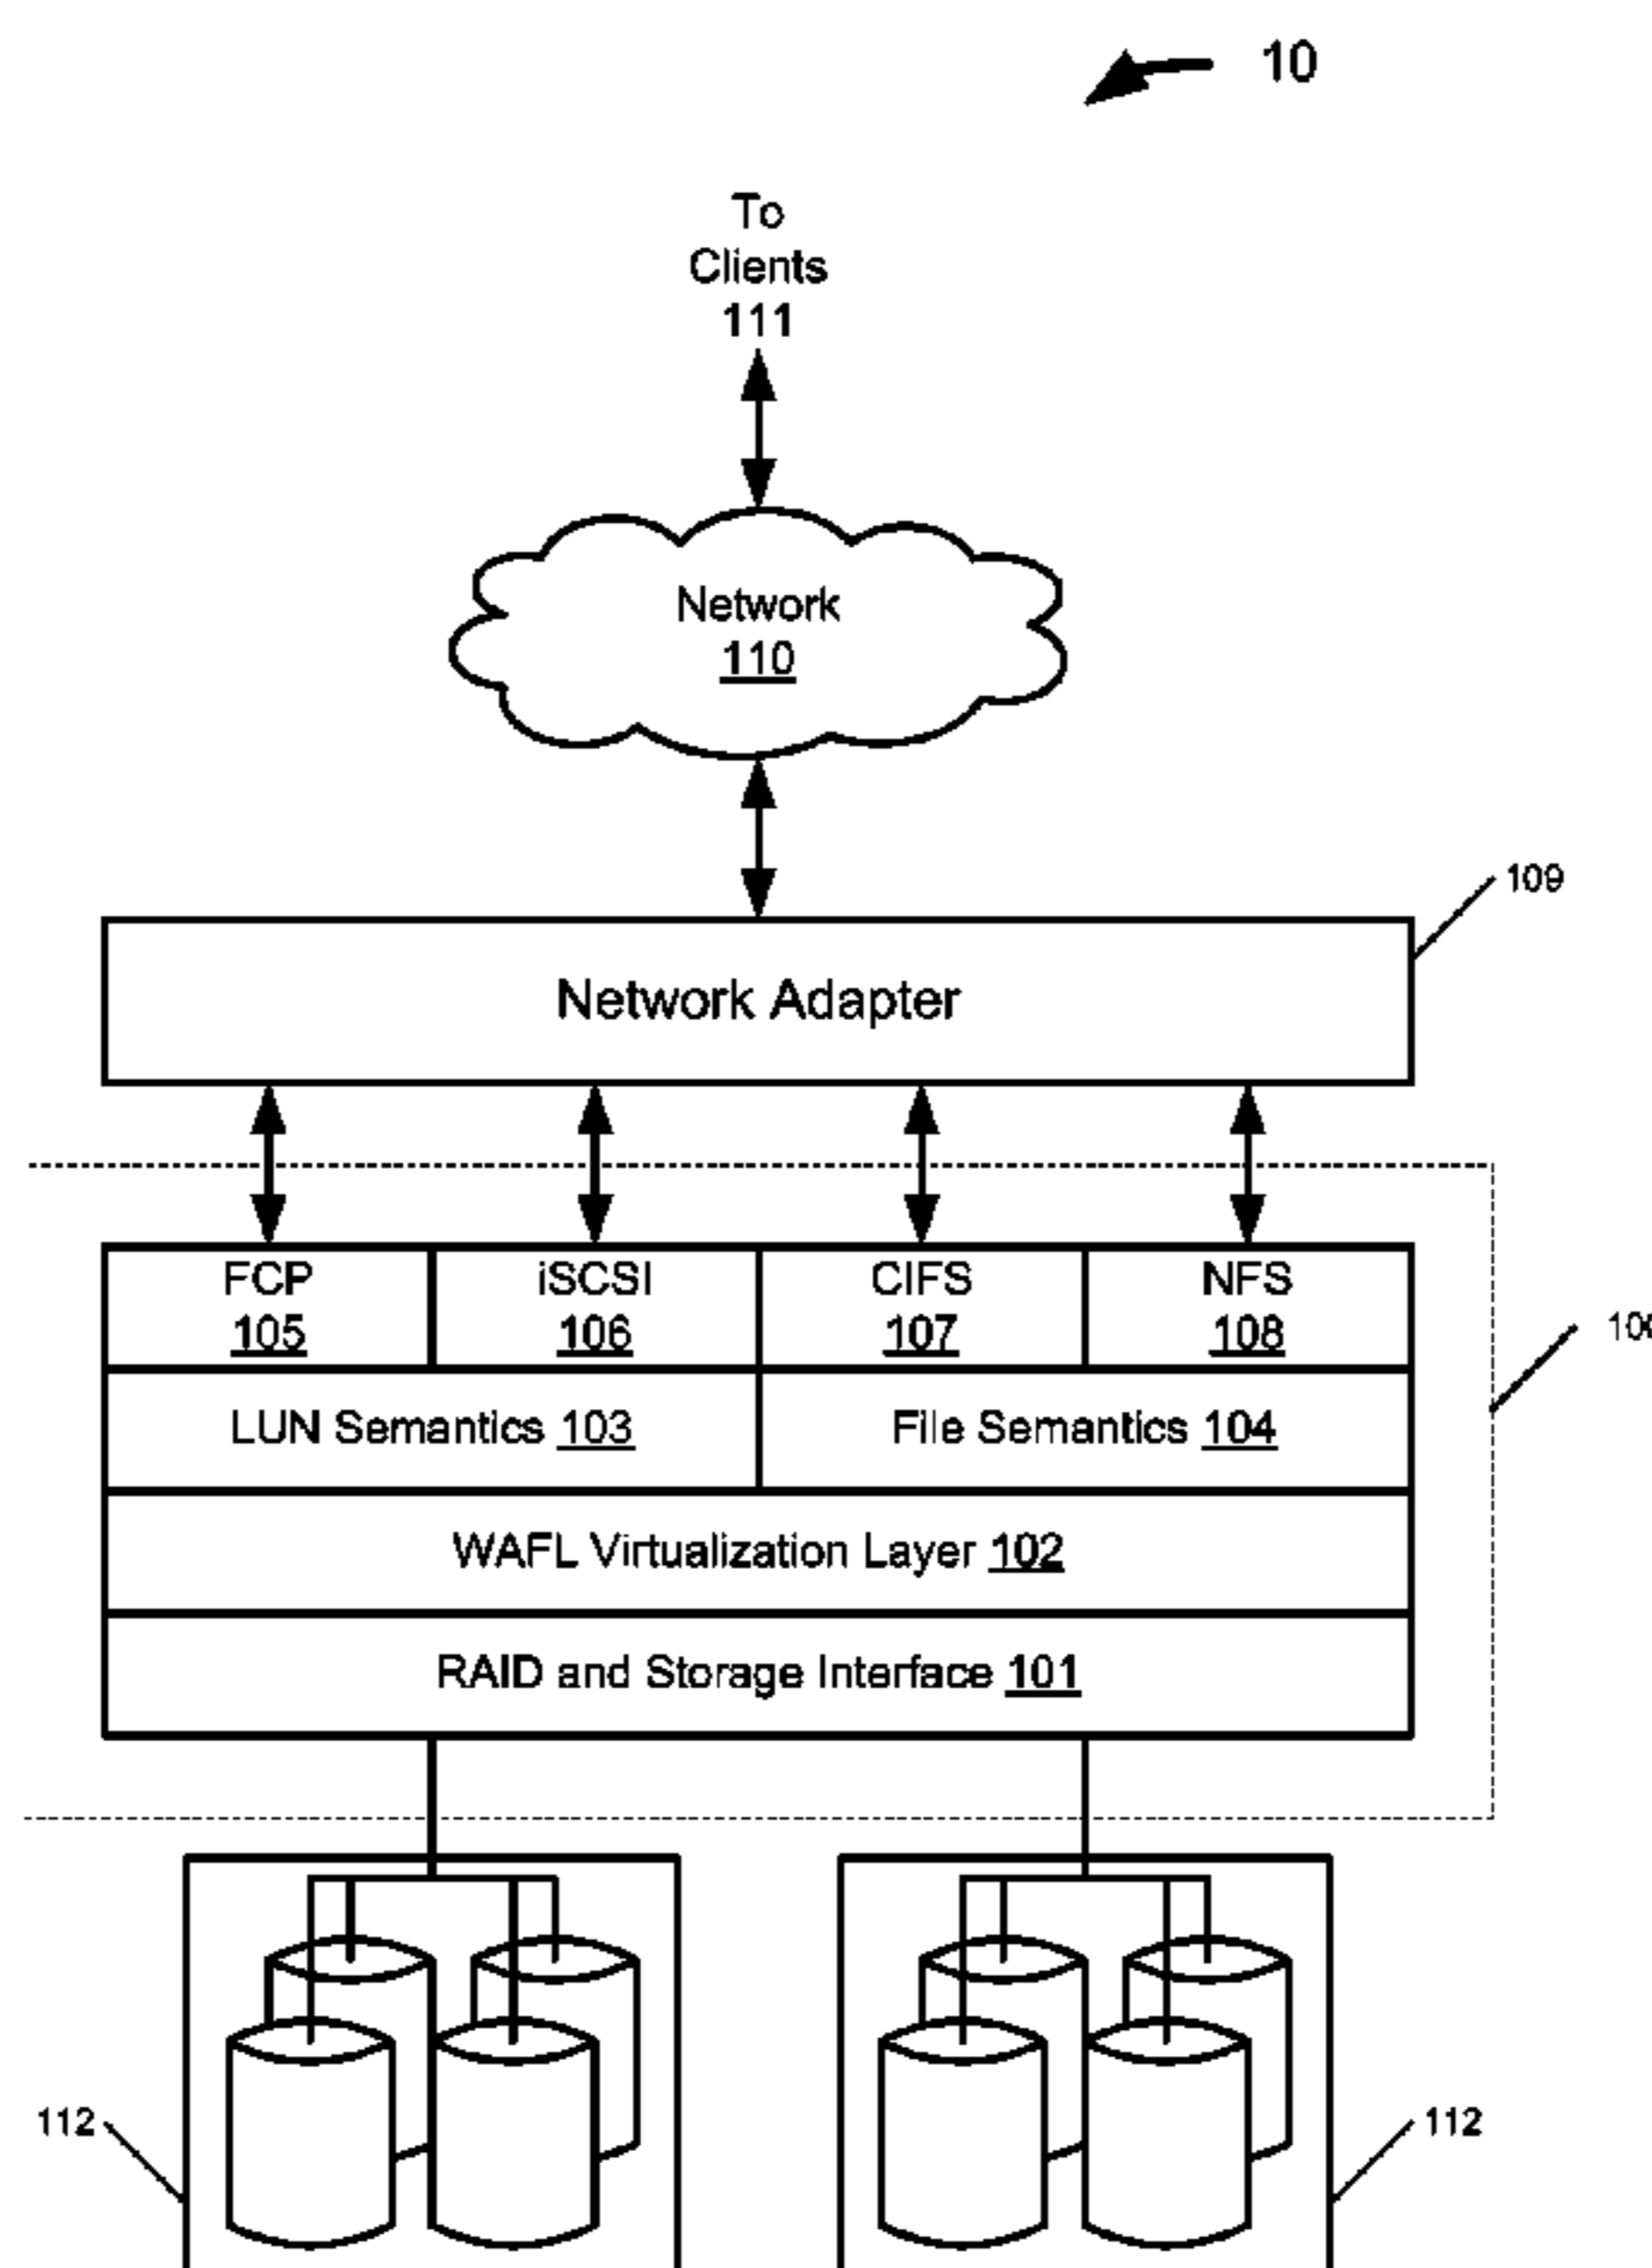 10
To
Clients
111
Network
110
109
Network Adapter
FCP
105
iSCSI
106
CIFS
107
NFS
108
LUN Semantics 103
File Semantics 104
WAFL Virtualization Layer 102
RAID and Storage Interface 101
112
112